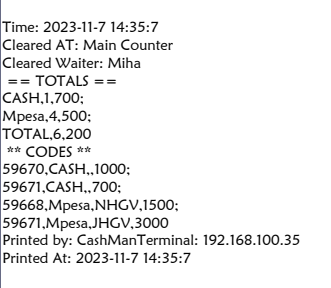 Time: 2023-11-7 14:35:7
Cleared AT: Main Counter
Cleared Waiter: Miha
== TOTALS ==
CASH,1,700;
Mpesa,4,500;
TOTAL,6,200
** CODES **
59670,CASH,,1000;
59671,CASH,,700;
59668,Mpesa,NHGV,1500;
59671,Mpesa,JHGV,3000
Printed by: CashManTerminal: 192.168.100.35
Printed At: 2023-11-7 14:35:7